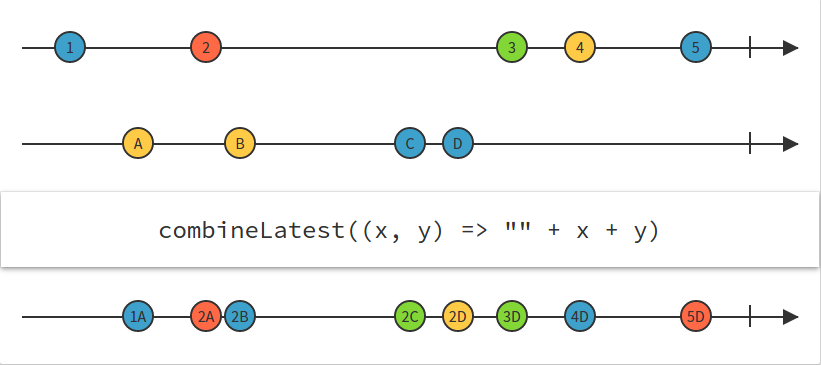 1 2 3 4 5
A B C D
combineLatest((x, y) => "" + x + y)
1A 2A 2B 2C 2D 3D 4D 5D